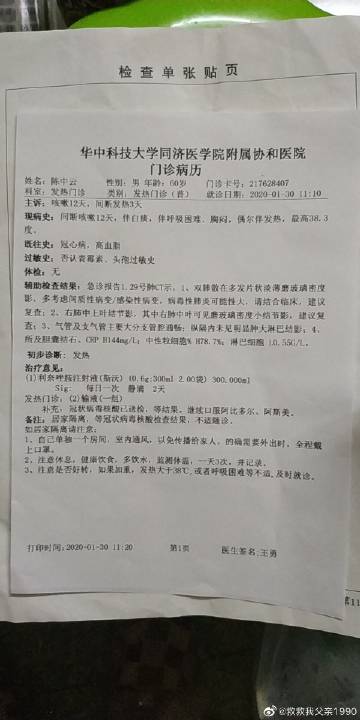 检查单张贴页
华中科技大学同济医学院附属协和医院
门诊病历
姓名: 陈中云 性别: 男 年龄: 60岁 门诊卡号: 217628407
科室: 发热门诊 类别: 发热门诊(普) 就诊日期: 2020-01-30 11:10
主诉: 咳嗽12天, 间断发热3天
现病史: 间断咳嗽12天, 伴白痰, 伴呼吸困难、胸闷, 偶尔伴发热, 最高38.3
度。
既往史: 冠心病, 高血脂
过敏史: 否认青霉素、头孢过敏史
体检: 无
辅助检查结果: 急诊报告1.29号肺CT示, 1、双肺散在多发片状淡薄磨玻璃密度
影, 多考虑间质性病变/感染性病变, 病毒性肺炎可能性大, 请结合临床, 建议
复查; 2、右肺中上叶结节影, 其中右肺中叶可见磨玻璃密度小结节影, 建议
复查; 3、气管及支气管主要大分支管腔通畅; 纵隔内未见明显肿大淋巴结影; 4、
所及胆囊结石。CRP H144mg/L; 中性粒细胞% H78.7%; 淋巴细胞 L0.55G/L。
初步诊断: 发热
治疗意见:
(1)利奈唑胺注射液(脂沃) [0.6g:300ml 2.00袋] 300.000ml
Sig: 每日一次 静滴 2天
发热门诊: (2)输液(一组)
补充: 冠状病毒核酸已送检, 等结果。继续口服阿比多尔、阿斯美。
备注: 居家隔离, 等冠状病毒核酸检查结果, 不适随诊。
如居家隔离请注意:
1、自己单独一个房间, 室内通风, 以免传播给家人, 的确需要外出时, 全程戴
上口罩。
2、注意休息, 健康饮食, 多饮水, 监测体温, 一天3次, 并记录。
3、注意是否好转, 如果加重, 发热大于38℃, 或者呼吸困难等不适, 及时就诊。
打印时间: 2020-01-30 11:20 第1页 医生签名: 王勇
第11
@救救我父亲1990